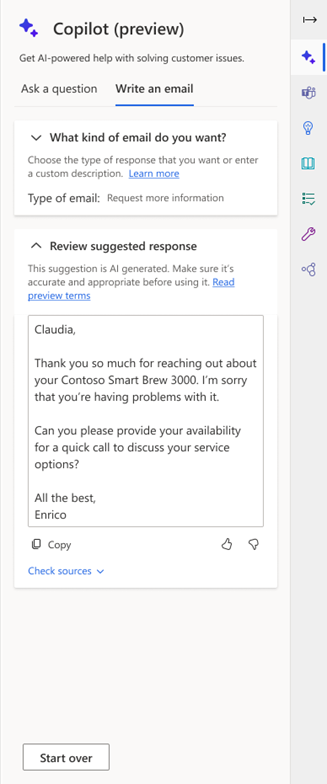 Copilot (preview)
Get AI-powered help with solving customer issues.
Ask a question
Write an email
What kind of email do you want?
Choose the type of response that you want or enter
a custom description. Learn more
Type of email: Request more information
Review suggested response
This suggestion is AI generated. Make sure it's
accurate and appropriate before using it. Read
preview terms
Claudia,
Thank you so much for reaching out about
your Contoso Smart Brew 3000. I'm sorry
that you're having problems with it.
Can you please provide your availability
for a quick call to discuss your service
options?
All the best,
Enrico
Copy
Check sources
Start over